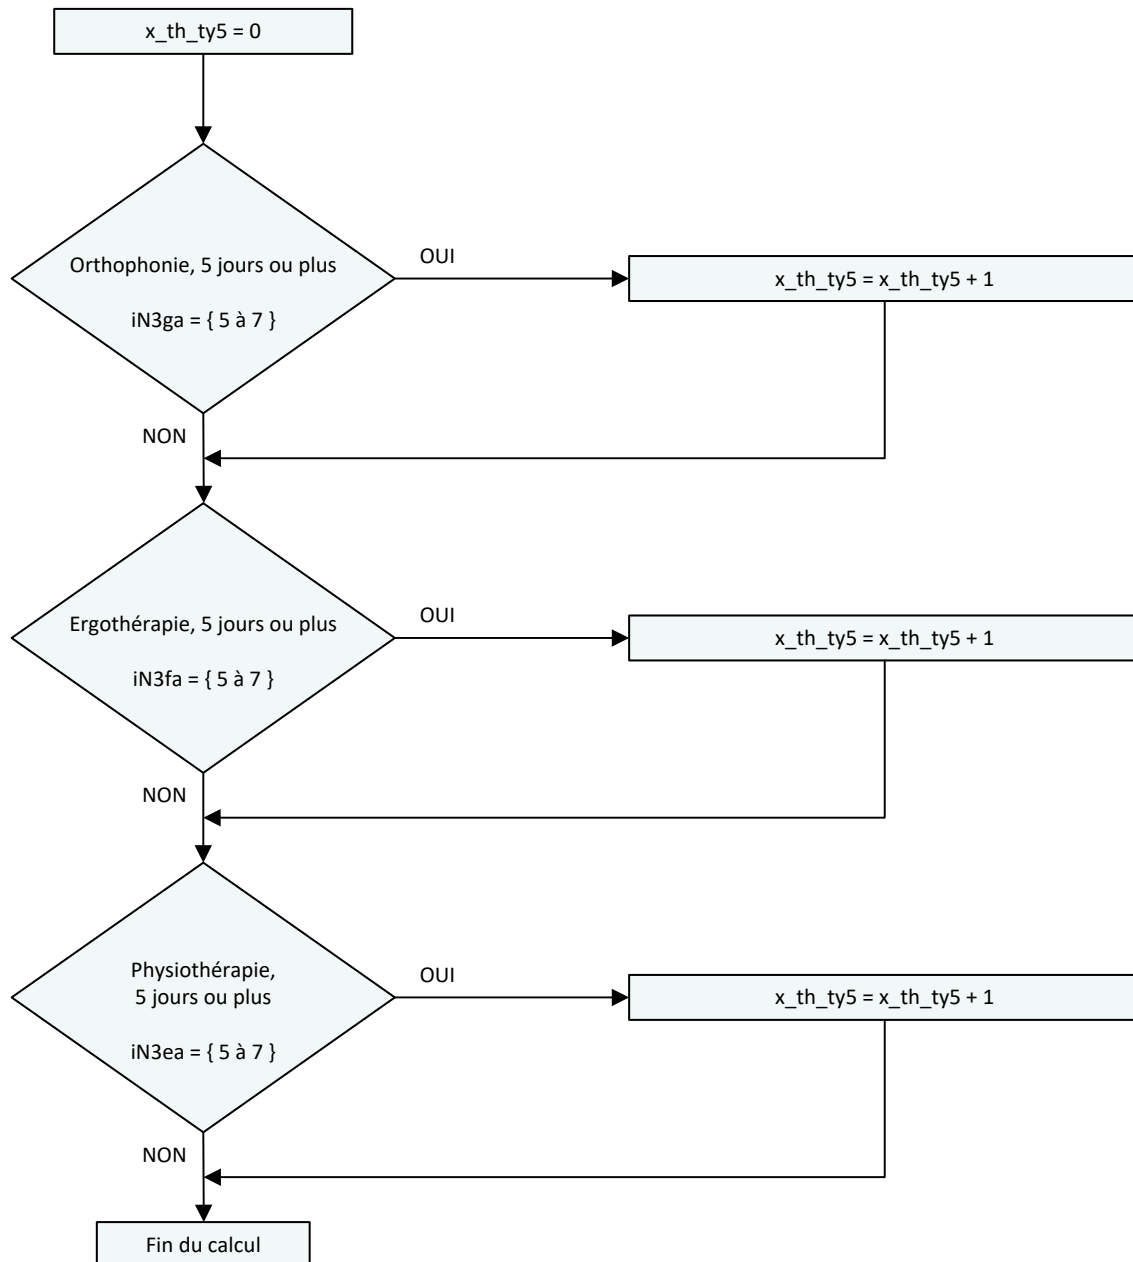 x_th_ty5 = 0
Orthophonie, 5 jours ou plus
iN3ga = { 5 à 7 }
OUI
x_th_ty5 = x_th_ty5 + 1
NON
Ergothérapie, 5 jours ou plus
iN3fa = { 5 à 7 }
OUI
x_th_ty5 = x_th_ty5 + 1
NON
Physiothérapie,
5 jours ou plus
iN3ea = { 5 à 7 }
OUI
x_th_ty5 = x_th_ty5 + 1
NON
Fin du calcul